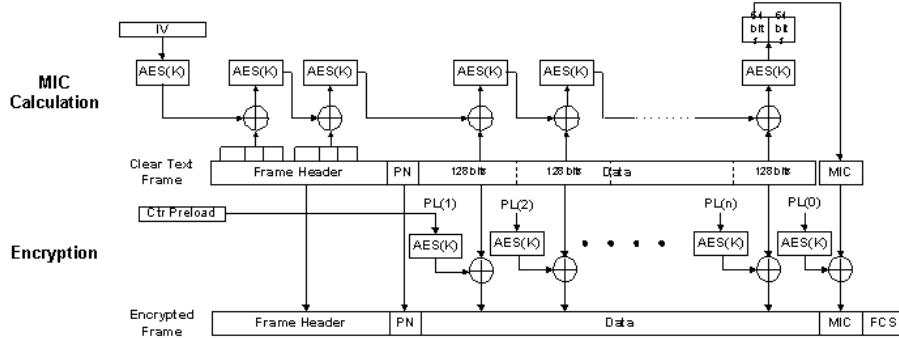 IV
64 64
bit bit
s s
AES(K) AES(K) AES(K) AES(K) AES(K) AES(K)
MIC
Calculation
Clear Text
Frame
Frame Header PN 128 bits 128 bits Data 128 bits MIC
PL(1) PL(2) PL(n) PL(0)
Ctr Preload
AES(K) AES(K) AES(K) AES(K)
Encryption
Encrypted
Frame
Frame Header PN Data MIC FCS